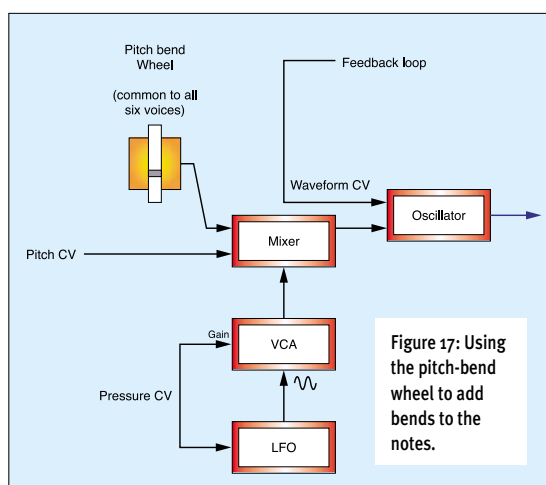 Pitch bend
Wheel
(common to all
six voices)
Feedback loop
Waveform CV
Oscillator
Mixer
Pitch CV
Gain
VCA
Pressure CV
LFO
Figure 17: Using
the pitch-bend
wheel to add
bends to the
notes.